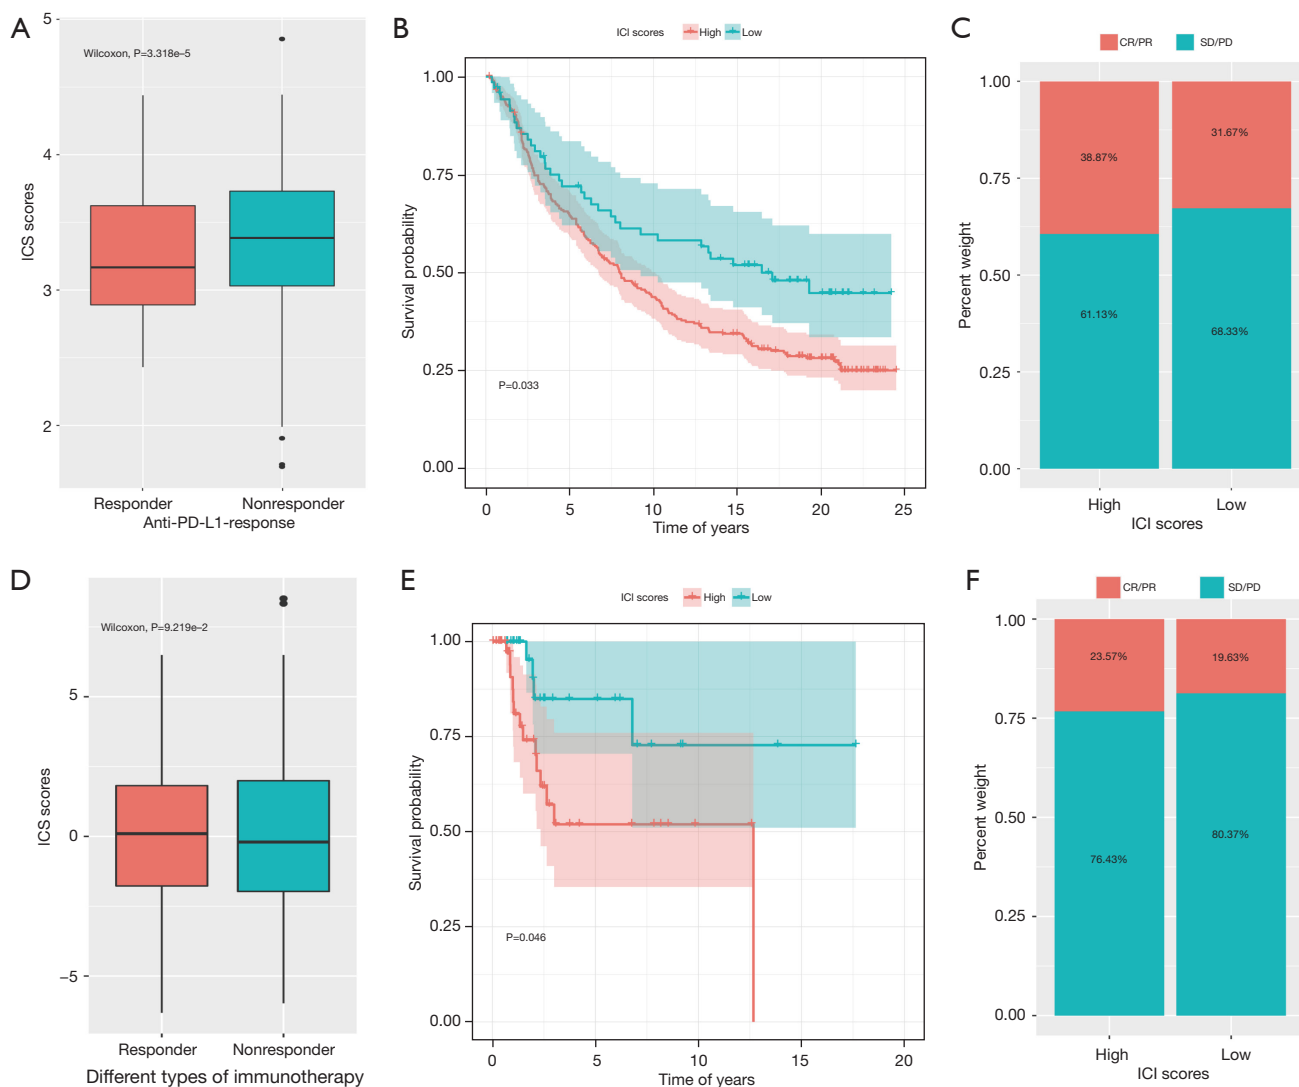 A
5
4
3
2
ICS scores
Wilcoxon, P=3.318e–5
Responder
Nonresponder
Anti-PD-L1-response
B
ICI scores High Low
1.00
0.75
0.50
0.25
0.00
Survival probability
P=0.033
0 5 10 15 20 25
Time of years
C
CR/PR SD/PD
1.00
0.75
0.50
0.25
0.00
Percent weight
38.87%
31.67%
61.13%
68.33%
High Low
ICI scores
D
5
0
–5
ICS scores
Wilcoxon, P=9.219e–2
Responder Nonresponder
Different types of immunotherapy
E
ICI scores High Low
1.00
0.75
0.50
0.25
0.00
Survival probability
P=0.046
0 5 10 15 20
Time of years
F
CR/PR SD/PD
1.00
0.75
0.50
0.25
0.00
Percent weight
23.57%
19.63%
76.43%
80.37%
High Low
ICI scores